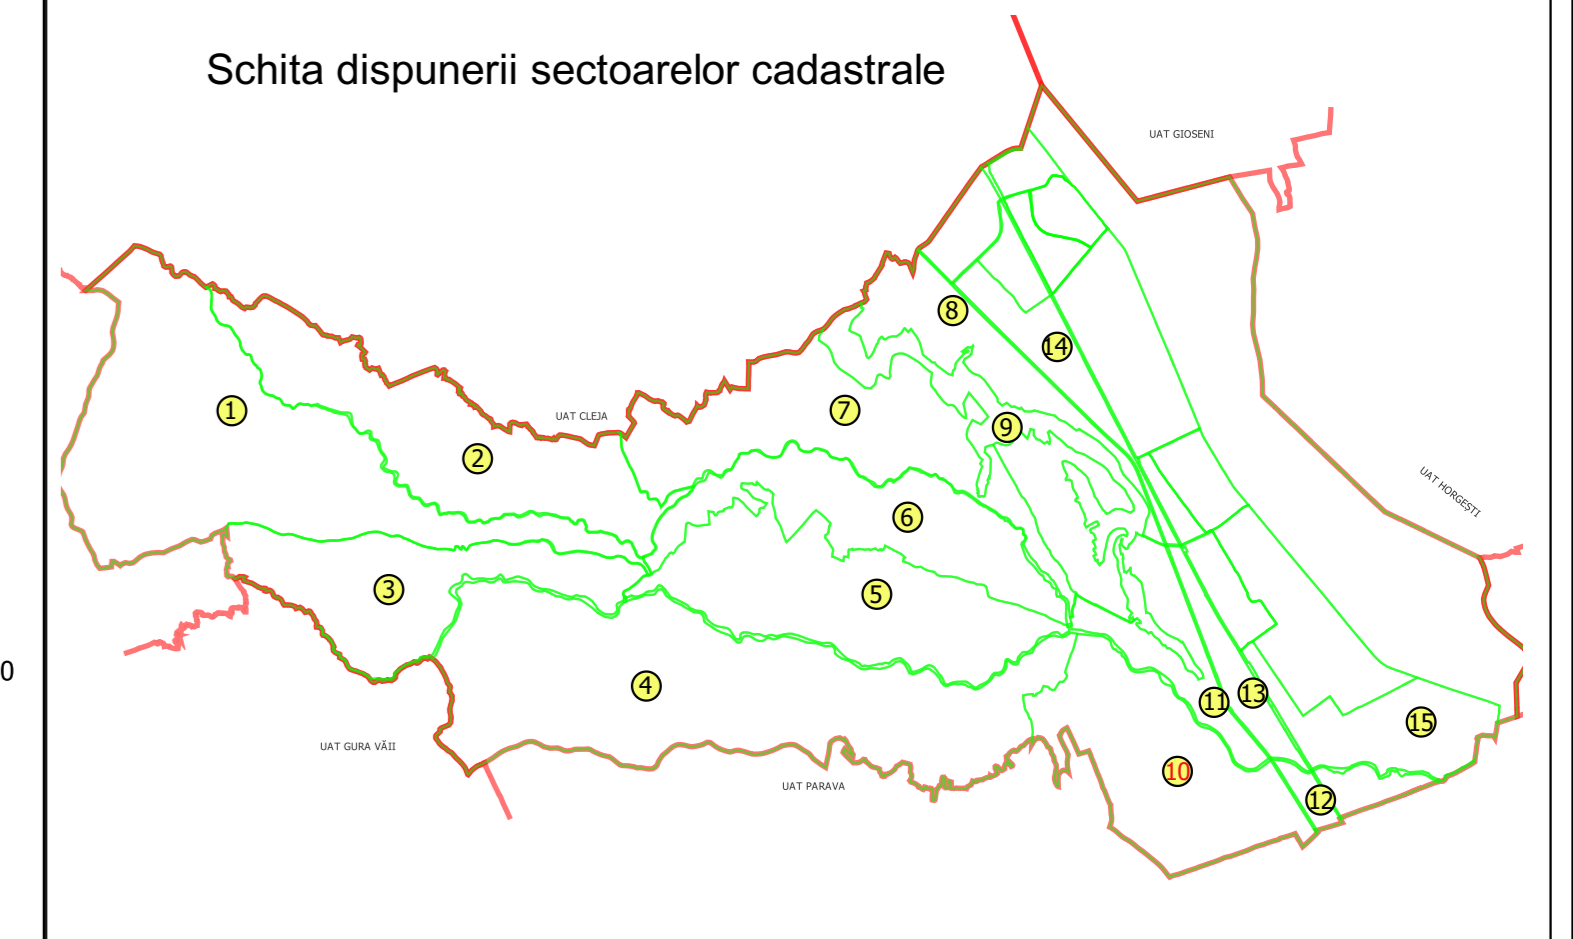 Schita dispunerii sectoarelor cadastrale
UAT GIOSENI
8
14
1
UAT CLEJA
7
9
2
UAT HORGEȘTI
6
3
5
0
4
11
13
15
UAT GURA VĂII
10
UAT PARAVA
12